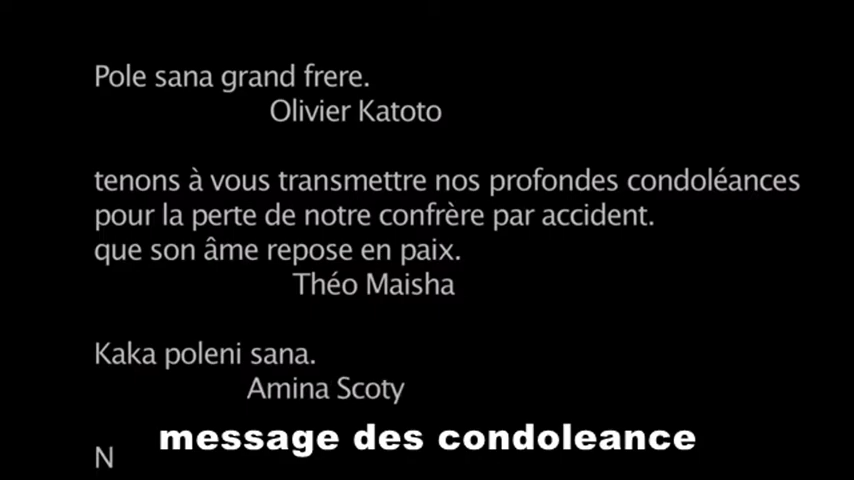 Pole sana grand frere.
Olivier Katoto
tenons à vous transmettre nos profondes condoléances
pour la perte de notre confrère par accident.
que son âme repose en paix.
Théo Maisha
Kaka poleni sana.
Amina Scoty
message des condoleance
N